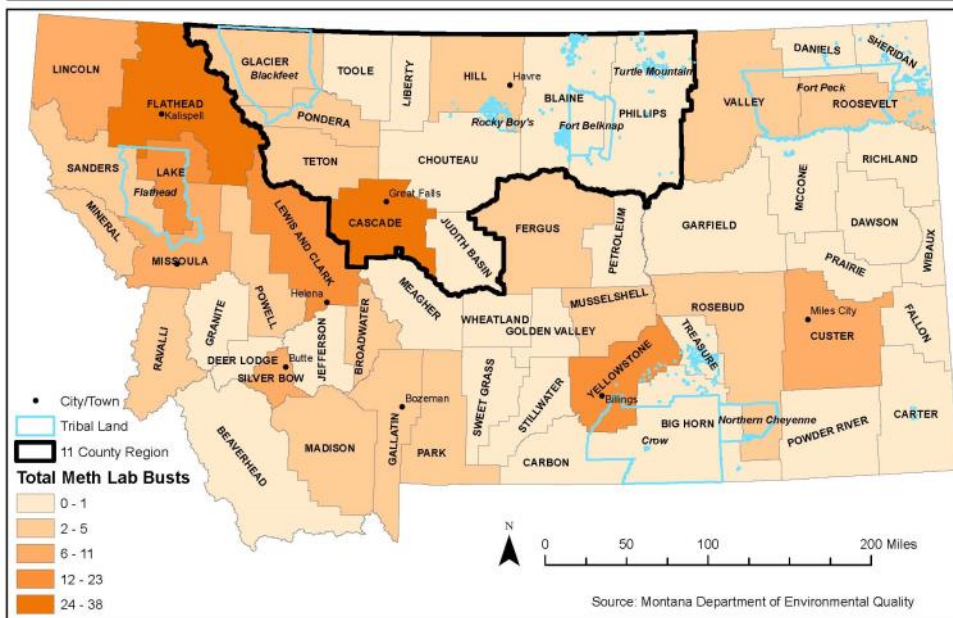 LINCOLN
FLATHEAD
Kalispell
GLACIER
Blackfeet
TOOLE
LIBERTY
HILL
Havre
Rocky Boy's
BLAINE
Fort Belknap
Turtle Mountain
PHILLIPS
VALLEY
DANIELS
SHERIDAN
Fort Peck
ROOSEVELT
PONDERA
TETON
CHOUTEAU
SANDERS
LAKE
Flathead
MINERAL
MISSOULA
LEWIS AND CLARK
Great Falls
CASCADE
JUDITH BASIN
FERGUS
PETROLEUM
GARFIELD
MCCONE
RICHLAND
DAWSON
PRAIRIE
WIBAUX
POWELL
Helena
MEAGHER
WHEATLAND
GOLDEN VALLEY
MUSSELSHELL
ROSEBUD
TREASURE
Miles City
CUSTER
FALLON
RAVALLI
GRANITE
DEER LODGE
Butte
SILVER BOW
JEFFERSON
BROADWATER
Bozeman
GALLATIN
PARK
SWEET GRASS
STILLWATER
YELLOWSTONE
Billings
BIG HORN
Crow
Northern Cheyenne
POWDER RIVER
CARTER
CARBON
MADISON
BEAVERHEAD
City/Town
Tribal Land
11 County Region
Total Meth Lab Busts
0 - 1
2 - 5
6 - 11
12 - 23
24 - 38
N
0 50 100 200 Miles
Source: Montana Department of Environmental Quality